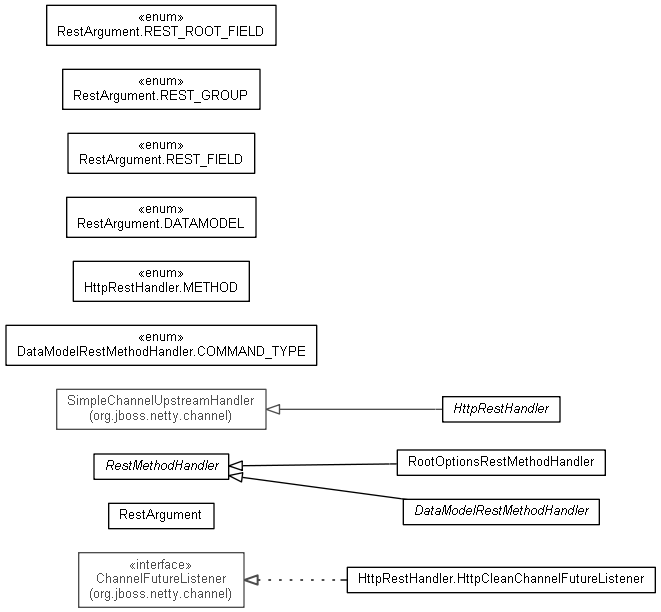 «enum»
RestArgument.REST_ROOT_FIELD
«enum»
RestArgument.REST_GROUP
«enum»
RestArgument.REST_FIELD
«enum»
RestArgument.DATAMODEL
«enum»
HttpRestHandler.METHOD
«enum»
DataModelRestMethodHandler.COMMAND_TYPE
SimpleChannelUpstreamHandler
(org.jboss.netty.channel)
HttpRestHandler
RestMethodHandler
RootOptionsRestMethodHandler
DataModelRestMethodHandler
RestArgument
«interface»
ChannelFutureListener
(org.jboss.netty.channel)
HttpRestHandler.HttpCleanChannelFutureListener